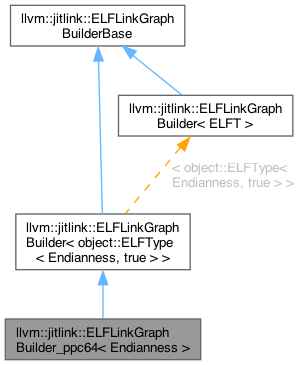 llvm::jitlink::ELFLinkGraph
BuilderBase
llvm::jitlink::ELFLinkGraph
Builder< ELFT >
< object::ELFType<
Endianness, true > >
llvm::jitlink::ELFLinkGraph
Builder< object::ELFType
< Endianness, true > >
llvm::jitlink::ELFLinkGraph
Builder_ppc64< Endianness >